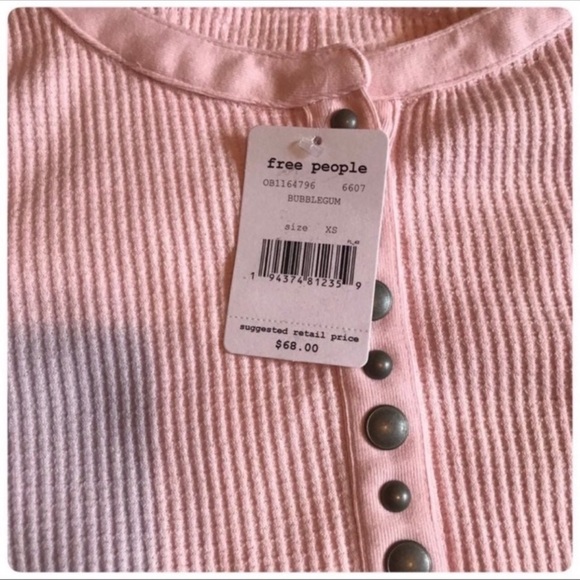 free people
OB1164796 6607
BUBBLEGUM
size XS
1 94374 81235 9
suggested retail price
$68.00